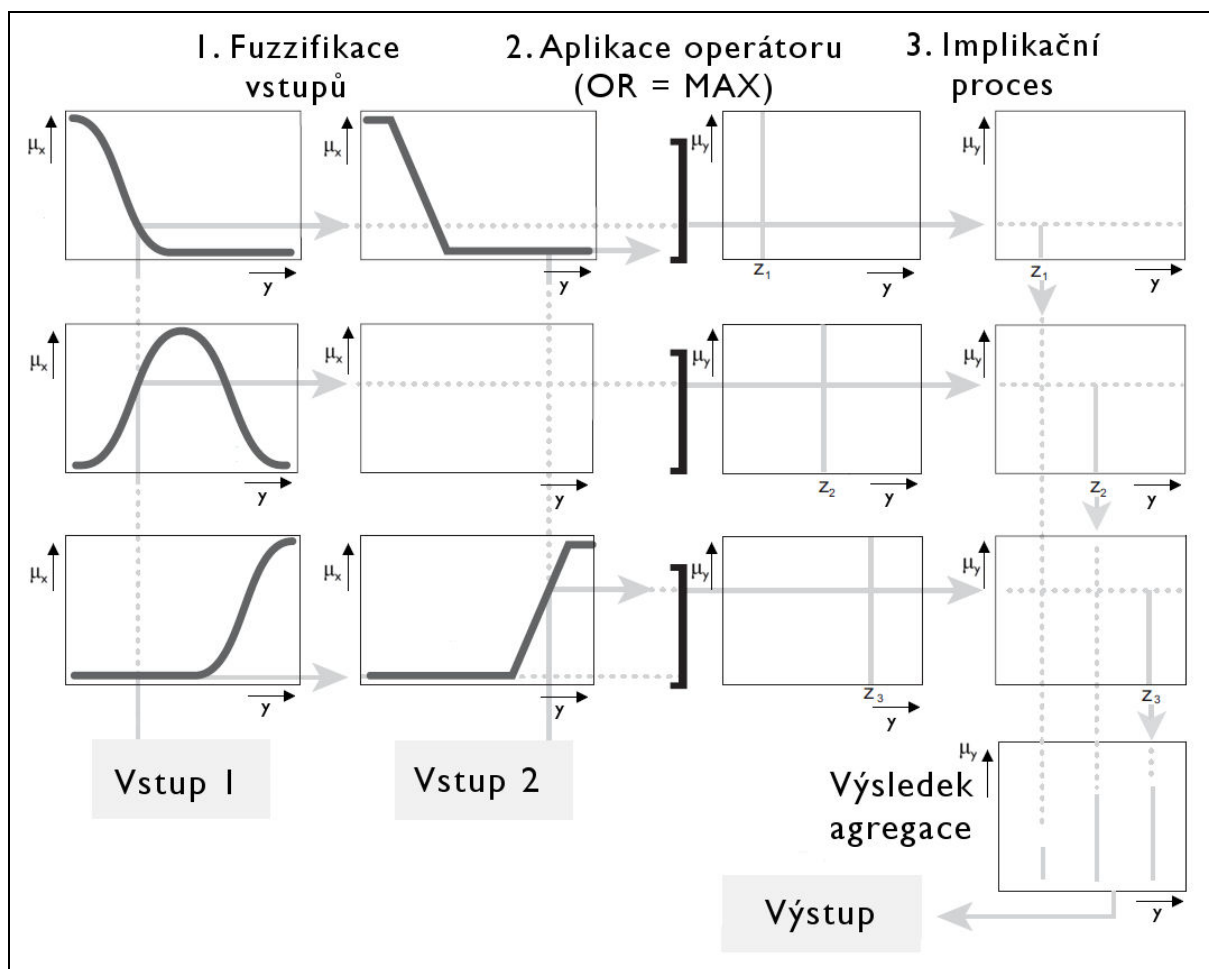 1. Fuzzifikace
vstupů
2. Aplikace operátoru
(OR = MAX)
3. Implikační
proces
μx
y
μx
y
μy
z1
y
μy
z1
y
μx
y
μx
y
μy
z2
y
μy
z2
y
μx
y
μx
y
μy
z3
y
μy
z3
y
Vstup 1
Vstup 2
Výsledek
agregace
μy
y
Výstup